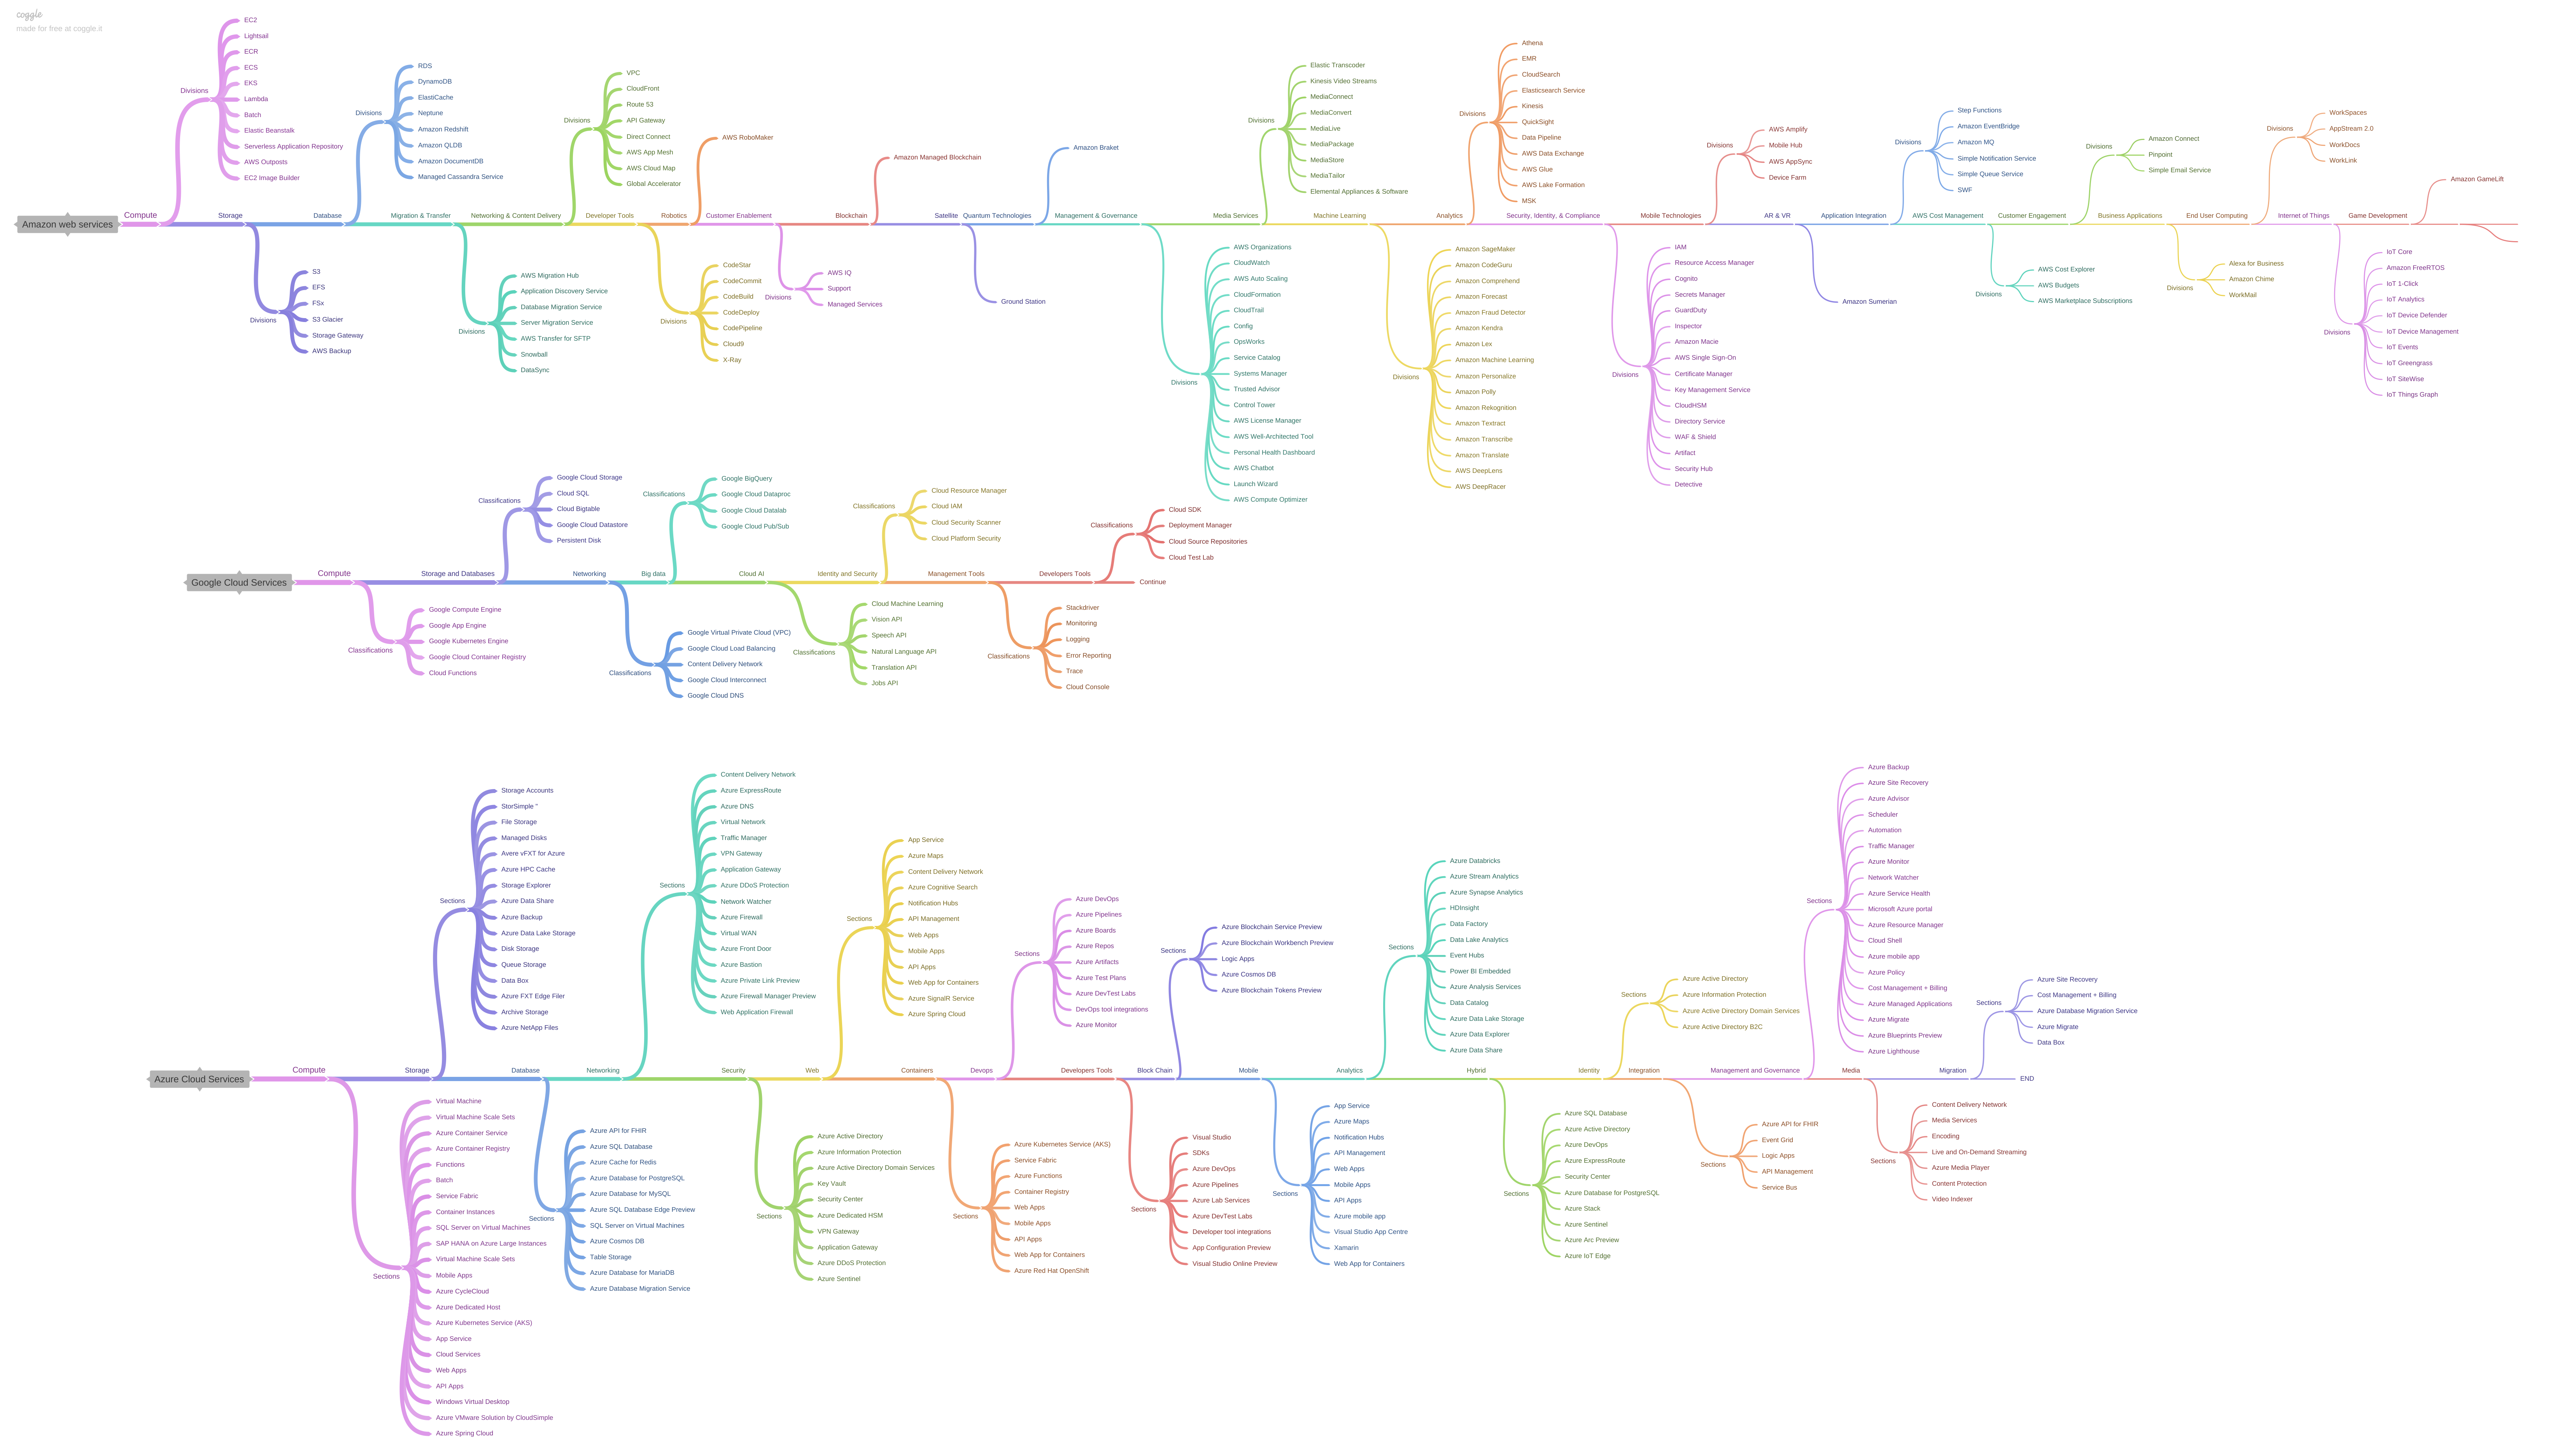 coggle
made for free at coggle.it
Amazon web services
Compute
Divisions
EC2
Lightsail
ECR
ECS
EKS
Lambda
Batch
Elastic Beanstalk
Serverless Application Repository
AWS Outposts
EC2 Image Builder
Storage
Divisions
S3
EFS
FSx
S3 Glacier
Storage Gateway
AWS Backup
Database
Divisions
RDS
DynamoDB
ElastiCache
Neptune
Amazon Redshift
Amazon QLDB
Amazon DocumentDB
Managed Cassandra Service
Migration & Transfer
Divisions
AWS Migration Hub
Application Discovery Service
Database Migration Service
Server Migration Service
AWS Transfer for SFTP
Snowball
DataSync
Networking & Content Delivery
Divisions
VPC
CloudFront
Route 53
API Gateway
Direct Connect
AWS App Mesh
AWS Cloud Map
Global Accelerator
Developer Tools
Divisions
CodeStar
CodeCommit
CodeBuild
CodeDeploy
CodePipeline
Cloud9
X-Ray
Robotics
AWS RoboMaker
Customer Enablement
Divisions
AWS IQ
Support
Managed Services
Blockchain
Amazon Managed Blockchain
Satellite
Ground Station
Quantum Technologies
Amazon Braket
Management & Governance
Divisions
AWS Organizations
CloudWatch
AWS Auto Scaling
CloudFormation
CloudTrail
Config
OpsWorks
Service Catalog
Systems Manager
Trusted Advisor
Control Tower
AWS License Manager
AWS Well-Architected Tool
Personal Health Dashboard
AWS Chatbot
Launch Wizard
AWS Compute Optimizer
Media Services
Divisions
Elastic Transcoder
Kinesis Video Streams
MediaConnect
MediaConvert
MediaLive
MediaPackage
MediaStore
MediaTailor
Elemental Appliances & Software
Machine Learning
Divisions
Amazon SageMaker
Amazon CodeGuru
Amazon Comprehend
Amazon Forecast
Amazon Fraud Detector
Amazon Kendra
Amazon Lex
Amazon Machine Learning
Amazon Personalize
Amazon Polly
Amazon Rekognition
Amazon Textract
Amazon Transcribe
Amazon Translate
AWS DeepLens
AWS DeepRacer
Analytics
Divisions
Athena
EMR
CloudSearch
Elasticsearch Service
Kinesis
QuickSight
Data Pipeline
AWS Data Exchange
AWS Glue
AWS Lake Formation
MSK
Security, Identity, & Compliance
Divisions
IAM
Resource Access Manager
Cognito
Secrets Manager
GuardDuty
Inspector
Amazon Macie
AWS Single Sign-On
Certificate Manager
Key Management Service
CloudHSM
Directory Service
WAF & Shield
Artifact
Security Hub
Detective
Mobile Technologies
Divisions
AWS Amplify
Mobile Hub
AWS AppSync
Device Farm
AR & VR
Amazon Sumerian
Application Integration
Divisions
Step Functions
Amazon EventBridge
Amazon MQ
Simple Notification Service
Simple Queue Service
SWF
AWS Cost Management
Divisions
AWS Cost Explorer
AWS Budgets
AWS Marketplace Subscriptions
Customer Engagement
Divisions
Amazon Connect
Pinpoint
Simple Email Service
Business Applications
Divisions
Alexa for Business
Amazon Chime
WorkMail
End User Computing
Divisions
WorkSpaces
AppStream 2.0
WorkDocs
WorkLink
Internet of Things
Divisions
IoT Core
Amazon FreeRTOS
IoT 1-Click
IoT Analytics
IoT Device Defender
IoT Device Management
IoT Events
IoT Greengrass
IoT SiteWise
IoT Things Graph
Game Development
Amazon GameLift
Google Cloud Services
Compute
Classifications
Google Compute Engine
Google App Engine
Google Kubernetes Engine
Google Cloud Container Registry
Cloud Functions
Storage and Databases
Classifications
Google Cloud Storage
Cloud SQL
Cloud Bigtable
Google Cloud Datastore
Persistent Disk
Networking
Classifications
Google Virtual Private Cloud (VPC)
Google Cloud Load Balancing
Content Delivery Network
Google Cloud Interconnect
Google Cloud DNS
Big data
Classifications
Google BigQuery
Google Cloud Dataproc
Google Cloud Datalab
Google Cloud Pub/Sub
Cloud AI
Classifications
Cloud Machine Learning
Vision API
Speech API
Natural Language API
Translation API
Jobs API
Identity and Security
Classifications
Cloud Resource Manager
Cloud IAM
Cloud Security Scanner
Cloud Platform Security
Management Tools
Classifications
Stackdriver
Monitoring
Logging
Error Reporting
Trace
Cloud Console
Developers Tools
Classifications
Cloud SDK
Deployment Manager
Cloud Source Repositories
Cloud Test Lab
Continue
Azure Cloud Services
Compute
Sections
Virtual Machine
Virtual Machine Scale Sets
Azure Container Service
Azure Container Registry
Functions
Batch
Service Fabric
Container Instances
SQL Server on Virtual Machines
SAP HANA on Azure Large Instances
Virtual Machine Scale Sets
Mobile Apps
Azure CycleCloud
Azure Dedicated Host
Azure Kubernetes Service (AKS)
App Service
Cloud Services
Web Apps
API Apps
Windows Virtual Desktop
Azure VMware Solution by CloudSimple
Azure Spring Cloud
Storage
Sections
Storage Accounts
StorSimple "
File Storage
Managed Disks
Avere vFXT for Azure
Azure HPC Cache
Storage Explorer
Azure Data Share
Azure Backup
Azure Data Lake Storage
Disk Storage
Queue Storage
Data Box
Azure FXT Edge Filer
Archive Storage
Azure NetApp Files
Database
Sections
Azure API for FHIR
Azure SQL Database
Azure Cache for Redis
Azure Database for PostgreSQL
Azure Database for MySQL
Azure SQL Database Edge Preview
SQL Server on Virtual Machines
Azure Cosmos DB
Table Storage
Azure Database for MariaDB
Azure Database Migration Service
Networking
Sections
Content Delivery Network
Azure ExpressRoute
Azure DNS
Virtual Network
Traffic Manager
VPN Gateway
Application Gateway
Azure DDoS Protection
Network Watcher
Azure Firewall
Virtual WAN
Azure Front Door
Azure Bastion
Azure Private Link Preview
Azure Firewall Manager Preview
Web Application Firewall
Security
Sections
Azure Active Directory
Azure Information Protection
Azure Active Directory Domain Services
Key Vault
Security Center
Azure Dedicated HSM
VPN Gateway
Application Gateway
Azure DDoS Protection
Azure Sentinel
Web
Sections
App Service
Azure Maps
Content Delivery Network
Azure Cognitive Search
Notification Hubs
API Management
Web Apps
Mobile Apps
API Apps
Web App for Containers
Azure SignalR Service
Azure Spring Cloud
Containers
Sections
Azure Kubernetes Service (AKS)
Service Fabric
Azure Functions
Container Registry
Web Apps
Mobile Apps
API Apps
Web App for Containers
Azure Red Hat OpenShift
Devops
Sections
Azure DevOps
Azure Pipelines
Azure Boards
Azure Repos
Azure Artifacts
Azure Test Plans
Azure DevTest Labs
DevOps tool integrations
Azure Monitor
Developers Tools
Sections
Visual Studio
SDKs
Azure DevOps
Azure Pipelines
Azure Lab Services
Azure DevTest Labs
Developer tool integrations
App Configuration Preview
Visual Studio Online Preview
Block Chain
Sections
Azure Blockchain Service Preview
Azure Blockchain Workbench Preview
Logic Apps
Azure Cosmos DB
Azure Blockchain Tokens Preview
Mobile
Sections
App Service
Azure Maps
Notification Hubs
API Management
Web Apps
Mobile Apps
API Apps
Azure mobile app
Visual Studio App Centre
Xamarin
Web App for Containers
Analytics
Sections
Azure Databricks
Azure Stream Analytics
Azure Synapse Analytics
HDInsight
Data Factory
Data Lake Analytics
Event Hubs
Power BI Embedded
Azure Analysis Services
Data Catalog
Azure Data Lake Storage
Azure Data Explorer
Azure Data Share
Hybrid
Sections
Azure SQL Database
Azure Active Directory
Azure DevOps
Azure ExpressRoute
Security Center
Azure Database for PostgreSQL
Azure Stack
Azure Sentinel
Azure Arc Preview
Azure IoT Edge
Identity
Sections
Azure Active Directory
Azure Information Protection
Azure Active Directory Domain Services
Azure Active Directory B2C
Integration
Sections
Azure API for FHIR
Event Grid
Logic Apps
API Management
Service Bus
Management and Governance
Sections
Azure Backup
Azure Site Recovery
Azure Advisor
Scheduler
Automation
Traffic Manager
Azure Monitor
Network Watcher
Azure Service Health
Microsoft Azure portal
Azure Resource Manager
Cloud Shell
Azure mobile app
Azure Policy
Cost Management + Billing
Azure Managed Applications
Azure Migrate
Azure Blueprints Preview
Azure Lighthouse
Media
Sections
Content Delivery Network
Media Services
Encoding
Live and On-Demand Streaming
Azure Media Player
Content Protection
Video Indexer
Migration
Sections
Azure Site Recovery
Cost Management + Billing
Azure Database Migration Service
Azure Migrate
Data Box
END